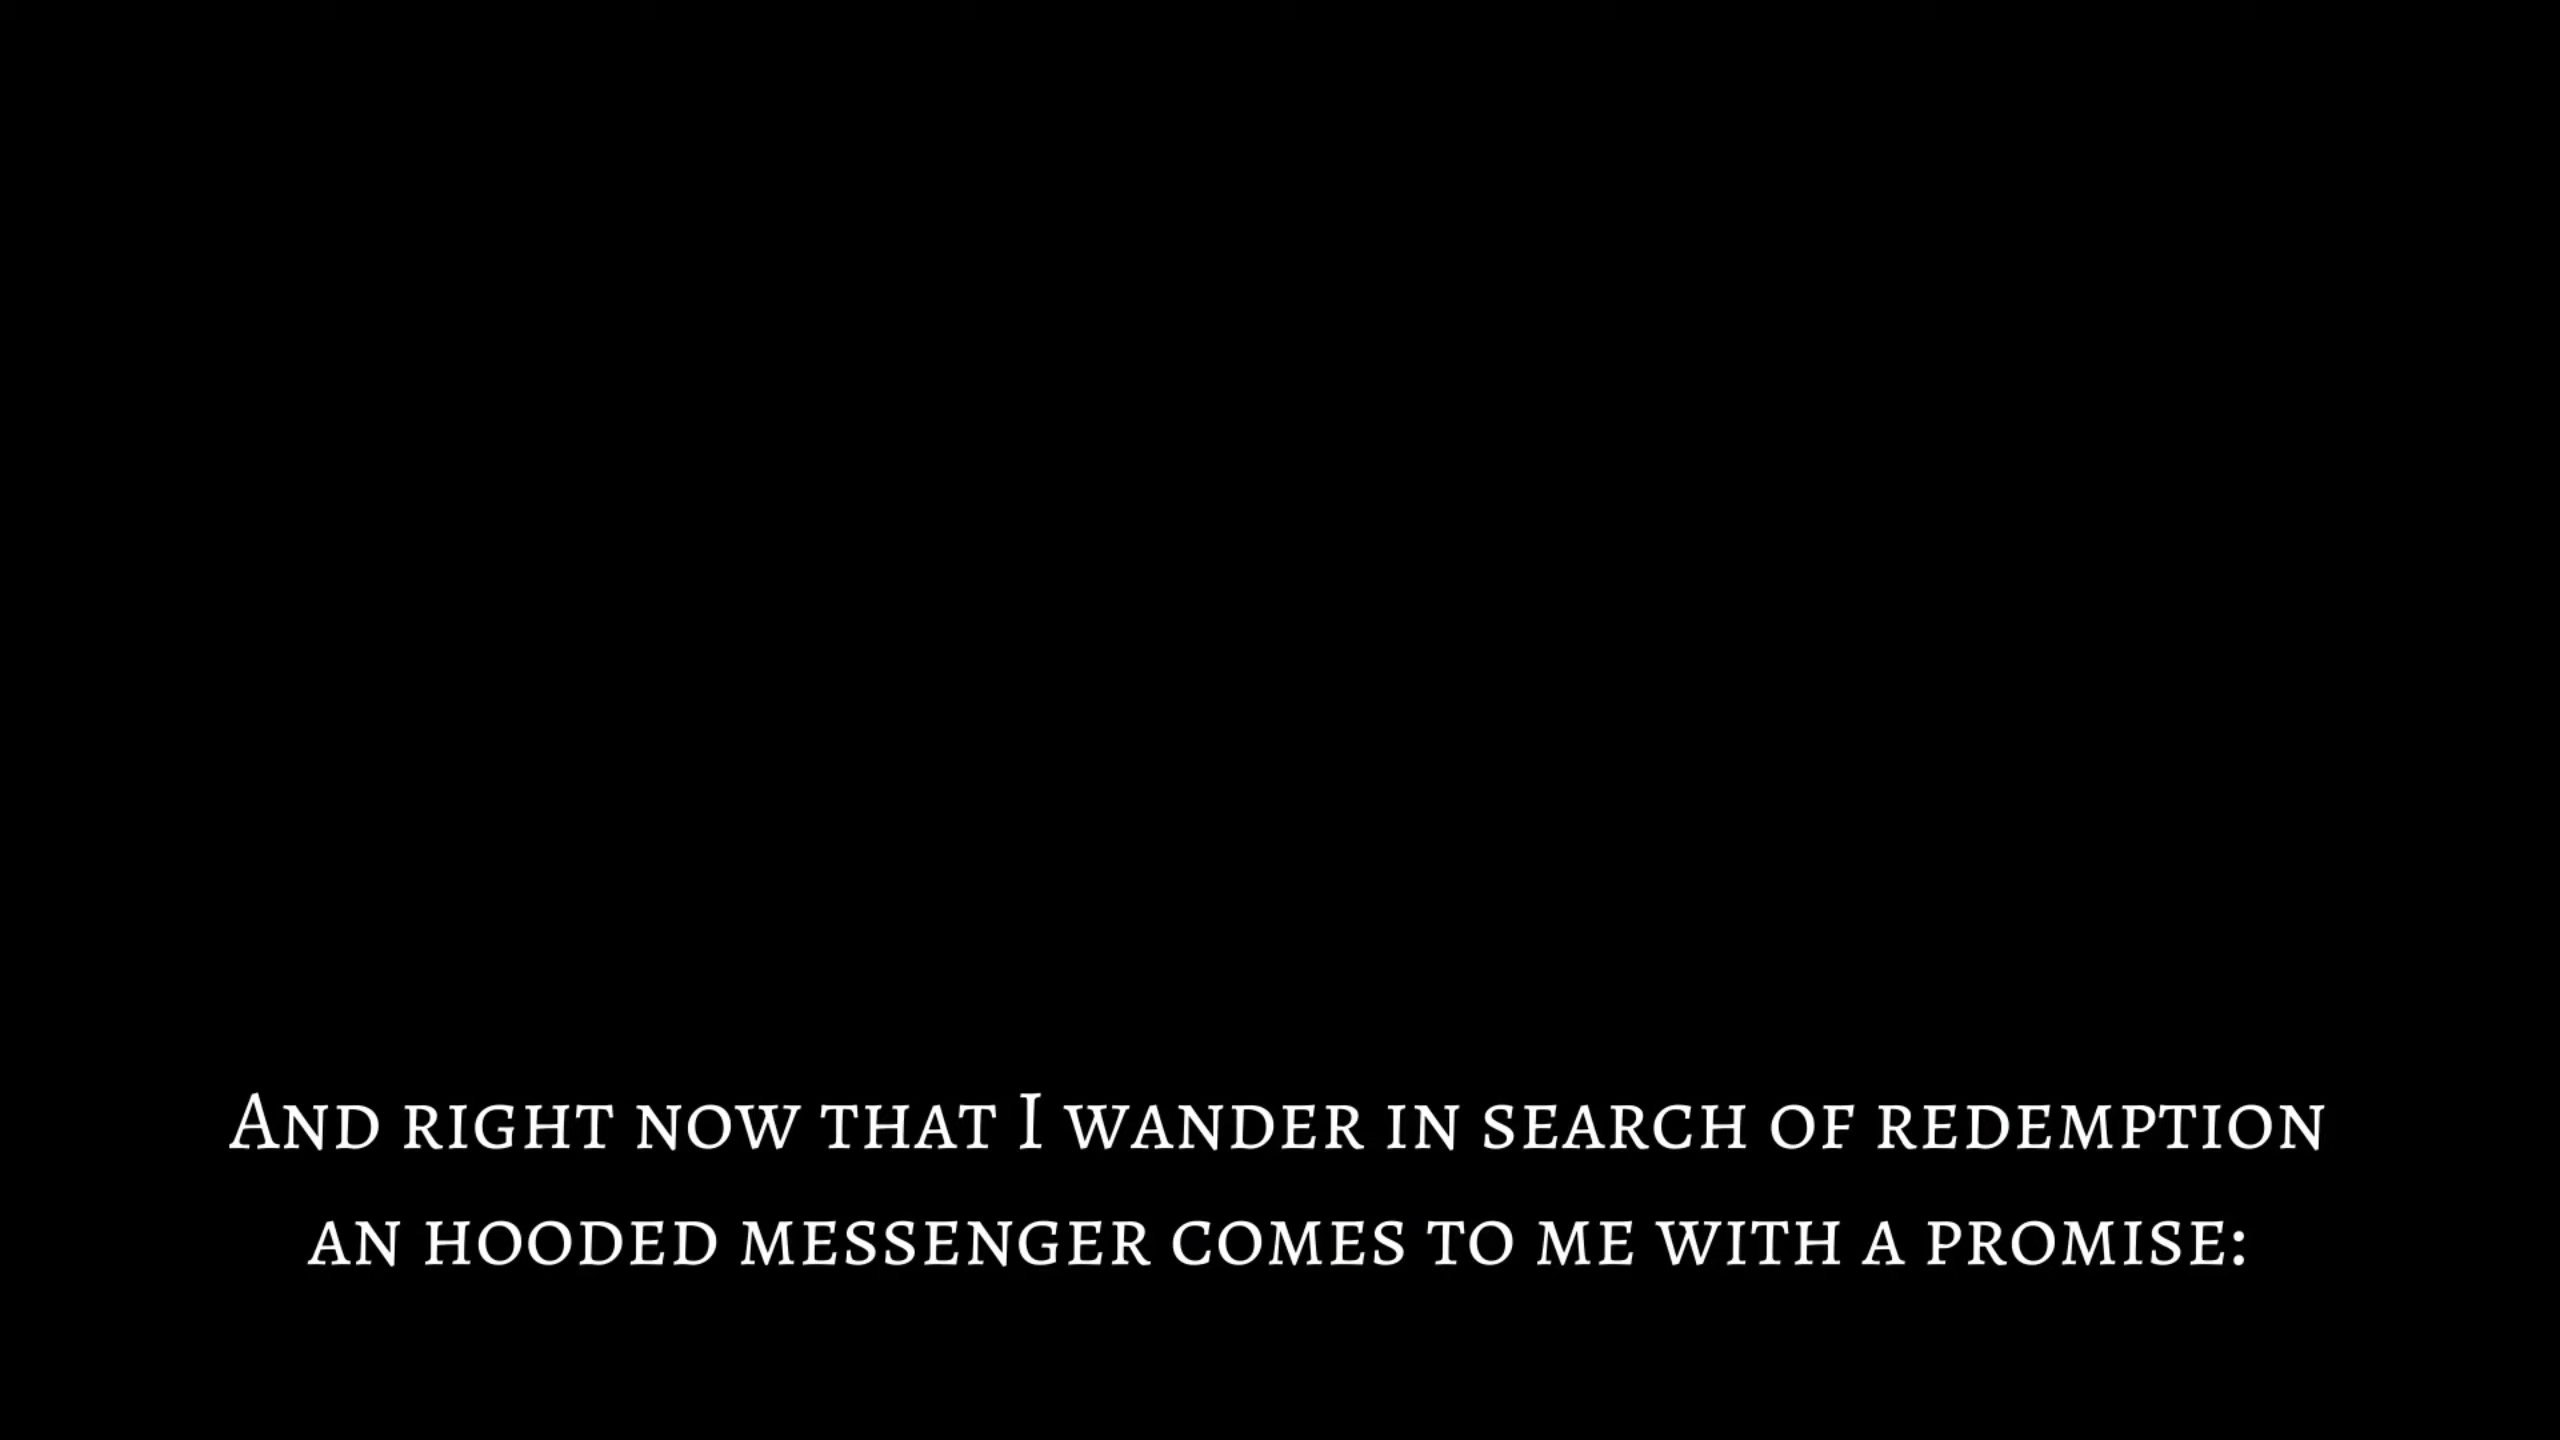 And right now that I wander in search of redemption
an hooded messenger comes to me with a promise: